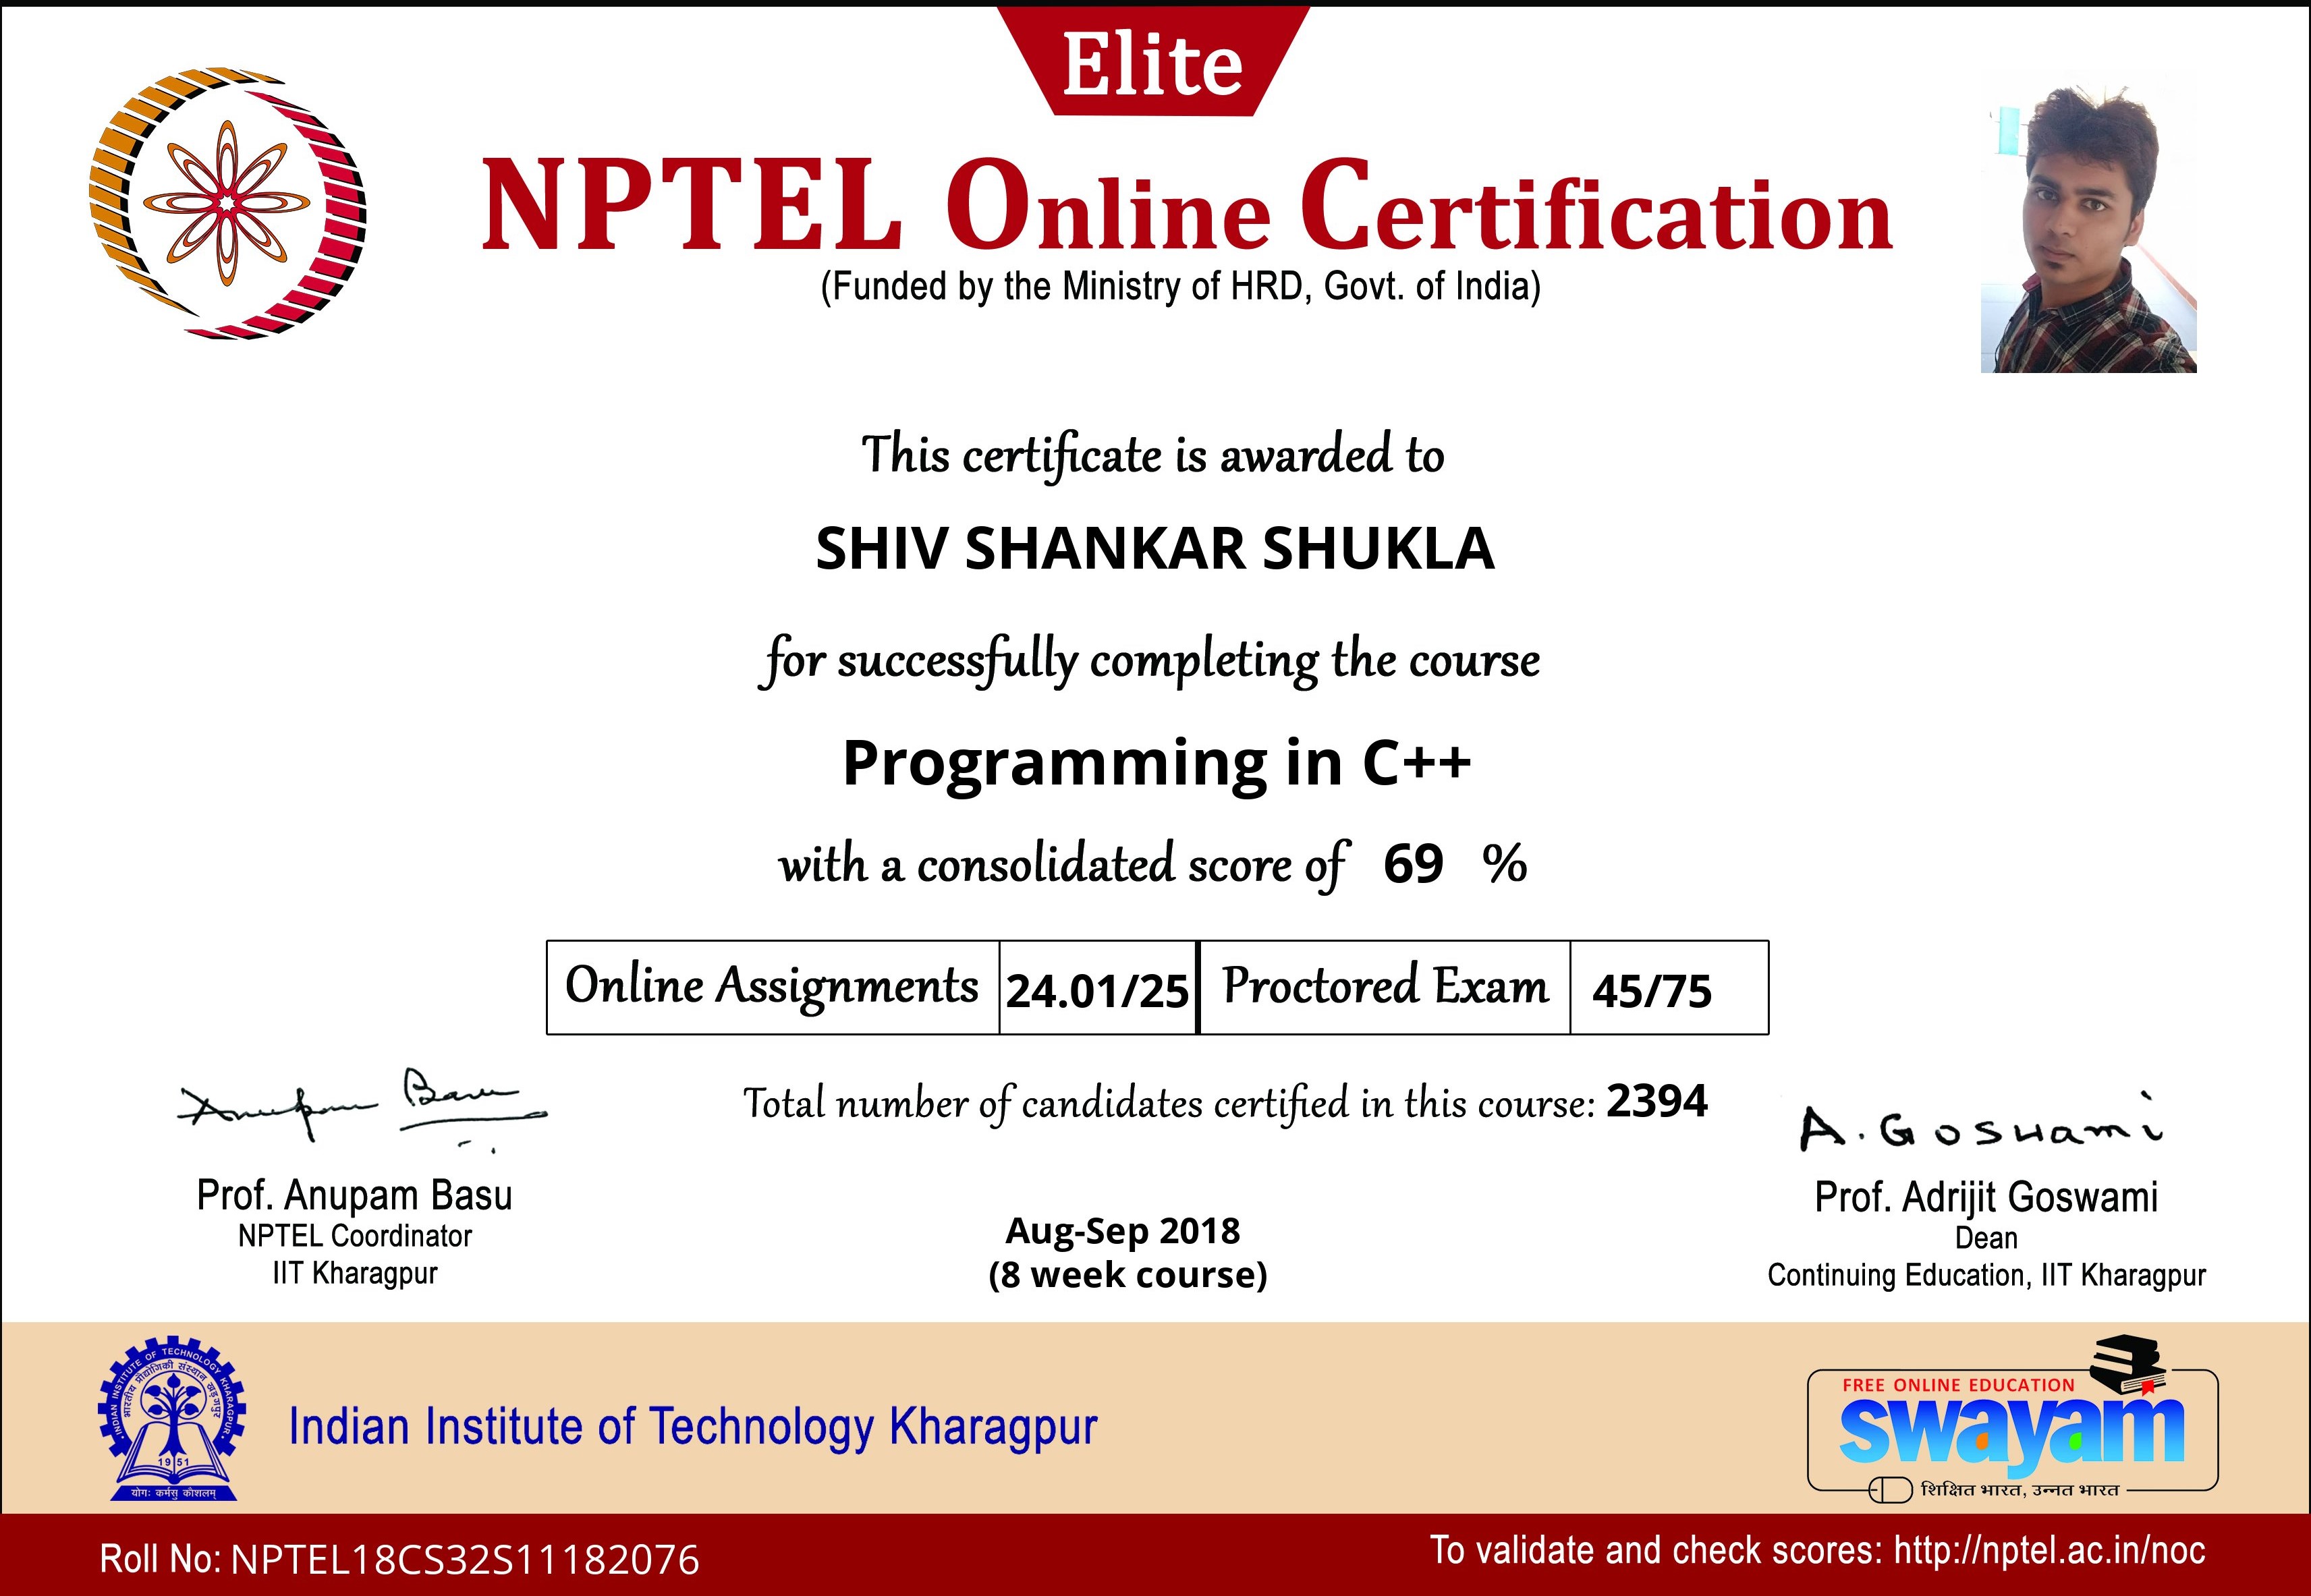 Elite
NPTEL Online Certification
(Funded by the Ministry of HRD, Govt. of India)
This certificate is awarded to
SHIV SHANKAR SHUKLA
for successfully completing the course
Programming in C++
with a consolidated score of 69 %
Online Assignments 24.01/25 Proctored Exam 45/75
Total number of candidates certified in this course: 2394
Anupam Basu
A. Goswami
Prof. Anupam Basu
NPTEL Coordinator
IIT Kharagpur
Aug-Sep 2018
(8 week course)
Prof. Adrijit Goswami
Dean
Continuing Education, IIT Kharagpur
INDIAN INSTITUTE OF TECHNOLOGY KHARAGPUR
भारतीय प्रौद्योगिकी संस्थान खड़गपुर
1951
योगः कर्मसु कौशलम्
Indian Institute of Technology Kharagpur
FREE ONLINE EDUCATION
swayam
शिक्षित भारत, उन्नत भारत
Roll No: NPTEL18CS32S11182076
To validate and check scores: http://nptel.ac.in/noc